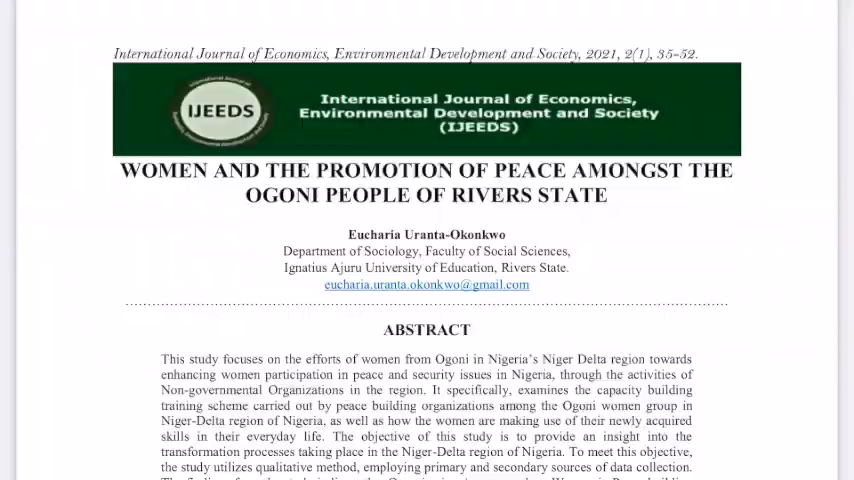 International Journal of Economics, Environmental Development and Society, 2021, 2(1), 35-52.
IJEEDS
International Journal of Economics,
Environmental Development and Society
(IJEEDS)
WOMEN AND THE PROMOTION OF PEACE AMONGST THE
OGONI PEOPLE OF RIVERS STATE
Eucharia Uranta-Okonkwo
Department of Sociology, Faculty of Social Sciences,
Ignatius Ajuru University of Education, Rivers State.
eucharia.uranta.okonkwo@gmail.com
ABSTRACT
This study focuses on the efforts of women from Ogoni in Nigeria's Niger Delta region towards
enhancing women participation in peace and security issues in Nigeria, through the activities of
Non-governmental Organizations in the region. It specifically, examines the capacity building
training scheme carried out by peace building organizations among the Ogoni women group in
Niger-Delta region of Nigeria, as well as how the women are making use of their newly acquired
skills in their everyday life. The objective of this study is to provide an insight into the
transformation processes taking place in the Niger-Delta region of Nigeria. To meet this objective,
the study utilizes qualitative method, employing primary and secondary sources of data collection.